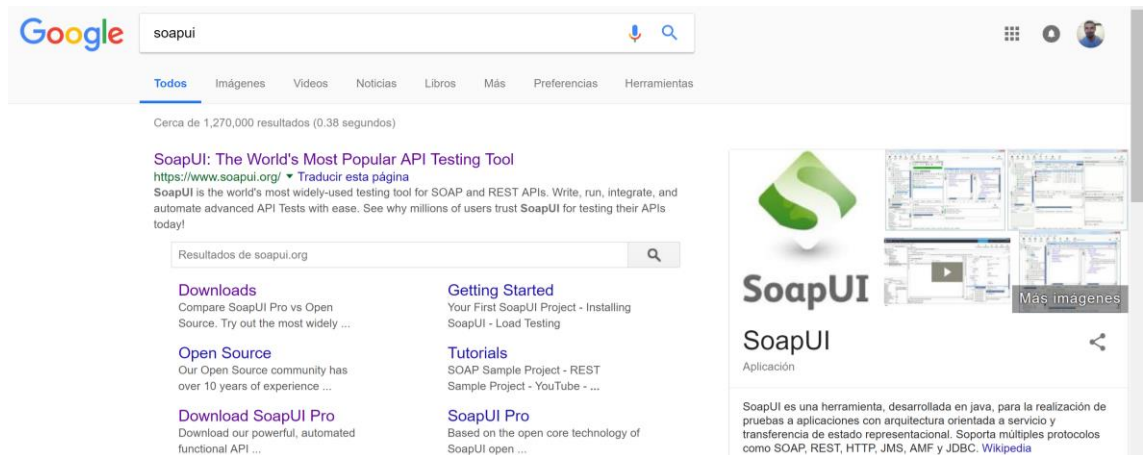 Google
soapui
Todos Imágenes Videos Noticias Libros Más Preferencias Herramientas
Cerca de 1,270,000 resultados (0.38 segundos)
SoapUI: The World's Most Popular API Testing Tool
https://www.soapui.org/ ▼ Traducir esta página
SoapUI is the world's most widely-used testing tool for SOAP and REST APIs. Write, run, integrate, and
automate advanced API Tests with ease. See why millions of users trust SoapUI for testing their APIs
today!
Resultados de soapui.org
Downloads
Compare SoapUI Pro vs Open
Source. Try out the most widely ...
Getting Started
Your First SoapUI Project - Installing
SoapUI - Load Testing
Open Source
Our Open Source community has
over 10 years of experience ...
Tutorials
SOAP Sample Project - REST
Sample Project - YouTube - ...
Download SoapUI Pro
Download our powerful, automated
functional API ...
SoapUI Pro
Based on the open core technology of
SoapUI open ...
SoapUI
Más imágenes
SoapUI
Aplicación
SoapUI es una herramienta, desarrollada en java, para la realización de
pruebas a aplicaciones con arquitectura orientada a servicio y
transferencia de estado representacional. Soporta múltiples protocolos
como SOAP, REST, HTTP, JMS, AMF y JDBC. Wikipedia